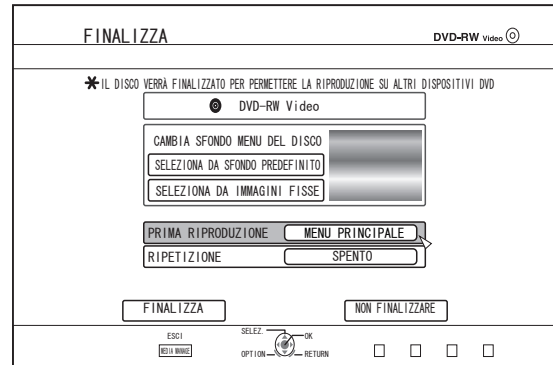 FINALIZZA DVD-RW Video
*IL DISCO VERRÀ FINALIZZATO PER PERMETTERE LA RIPRODUZIONE SU ALTRI DISPOSITIVI DVD
DVD-RW Video
CAMBIA SFONDO MENU DEL DISCO
SELEZIONA DA SFONDO PREDEFINITO
SELEZIONA DA IMMAGINI FISSE
PRIMA RIPRODUZIONE MENU PRINCIPALE
RIPETIZIONE SPENTO
FINALIZZA NON FINALIZZARE
ESCI SELEZ. OK
MEDIA MANAGE OPTION RETURN